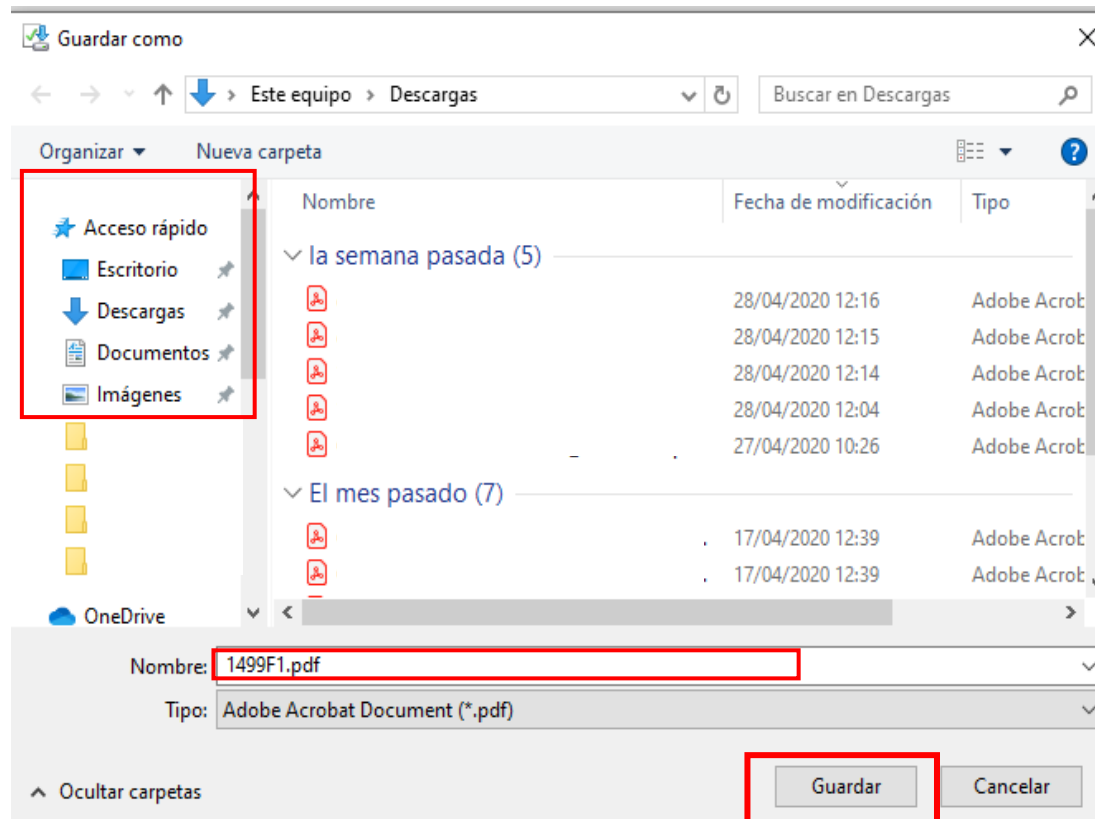 Guardar como
Este equipo > Descargas
Buscar en Descargas
Organizar
Nueva carpeta
Nombre
Fecha de modificación
Tipo
Acceso rápido
Escritorio
Descargas
Documentos
Imágenes
OneDrive
la semana pasada (5)
28/04/2020 12:16 Adobe Acrob
28/04/2020 12:15 Adobe Acrob
28/04/2020 12:14 Adobe Acrob
28/04/2020 12:04 Adobe Acrob
27/04/2020 10:26 Adobe Acrob
El mes pasado (7)
17/04/2020 12:39 Adobe Acrob
17/04/2020 12:39 Adobe Acrob
Nombre: 1499F1.pdf
Tipo: Adobe Acrobat Document (*.pdf)
Ocultar carpetas
Guardar
Cancelar